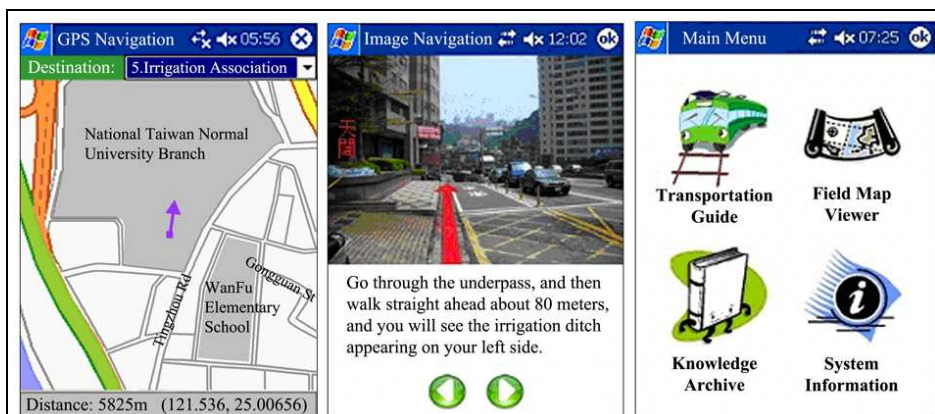 GPS Navigation
05:56
Destination:
5.Irrigation Association
National Taiwan Normal
University Branch
Tingzhou Rd
WanFu
Elementary
School
Gongguan St
Distance: 5825m (121.536, 25.00656)
Image Navigation
12:02
ok
Go through the underpass, and then
walk straight ahead about 80 meters,
and you will see the irrigation ditch
appearing on your left side.
Main Menu
07:25
ok
Transportation
Guide
Field Map
Viewer
Knowledge
Archive
System
Information